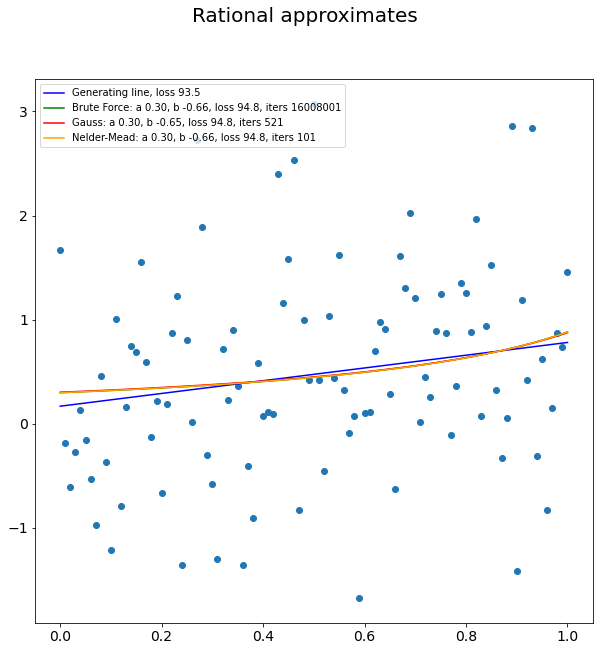 Rational approximates
Generating line, loss 93.5
Brute Force: a 0.30, b -0.66, loss 94.8, iters 16008001
Gauss: a 0.30, b -0.65, loss 94.8, iters 521
Nelder-Mead: a 0.30, b -0.66, loss 94.8, iters 101
3
2
1
0
−1
0.0 0.2 0.4 0.6 0.8 1.0